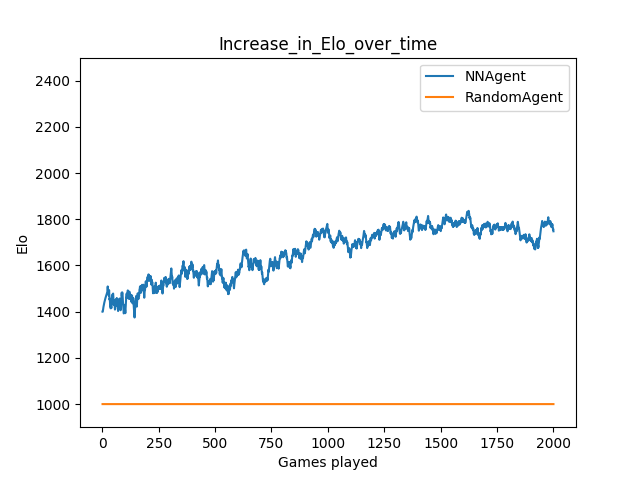 Increase_in_Elo_over_time
NNAgent
RandomAgent
2400
2200
2000
1800
1600
1400
1200
1000
Elo
0 250 500 750 1000 1250 1500 1750 2000
Games played